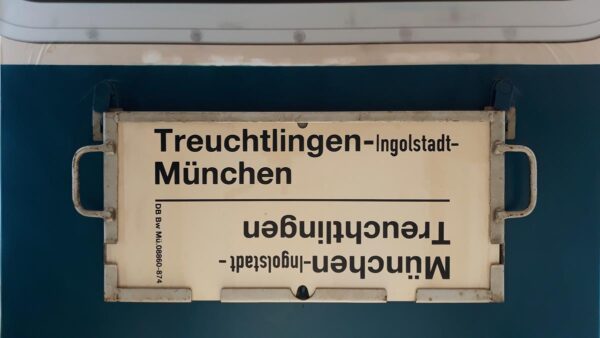 Treuchtlingen-Ingolstadt-
München
DB Bw Mü.08860-874
München-Ingolstadt-
Treuchtlingen